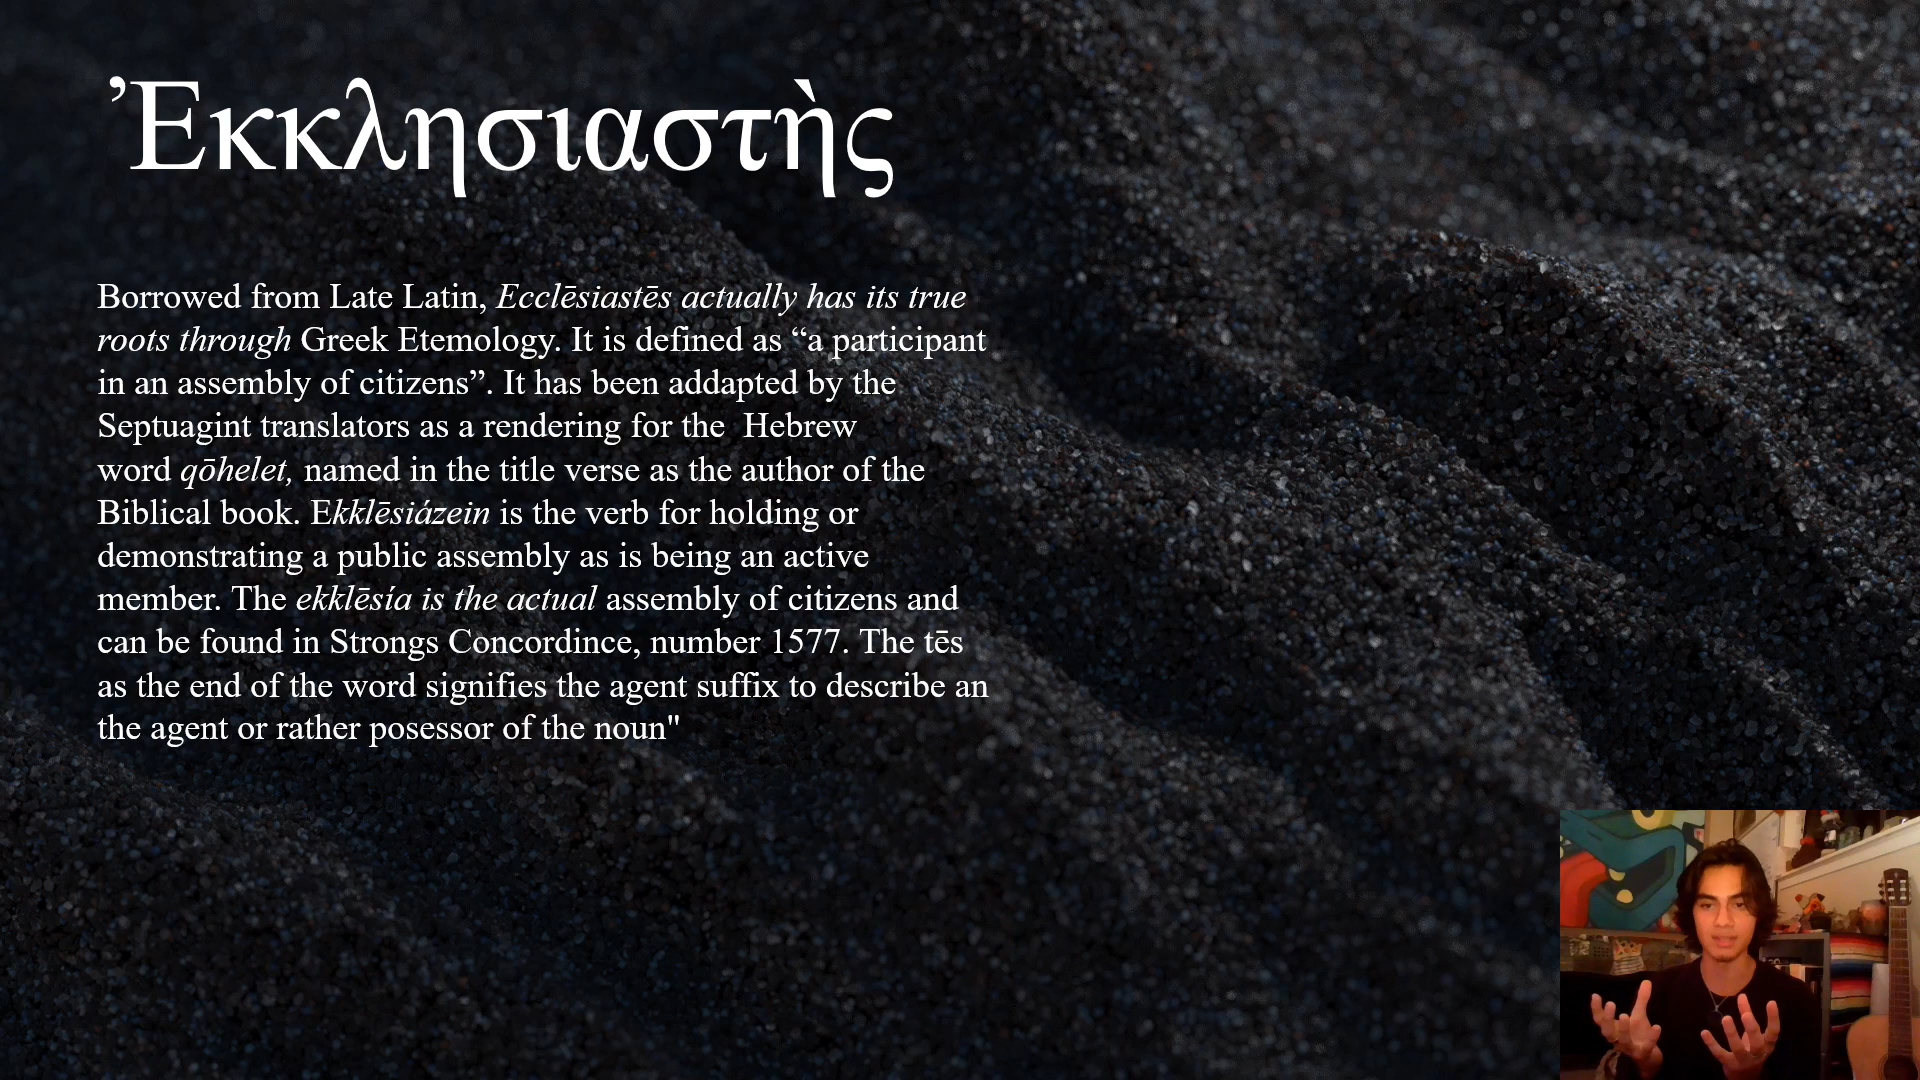 Ἐκκλησιαστὴς
Borrowed from Late Latin, Ecclēsiastēs actually has its true
roots through Greek Etemology. It is defined as “a participant
in an assembly of citizens”. It has been addapted by the
Septuagint translators as a rendering for the  Hebrew
word qōhelet, named in the title verse as the author of the
Biblical book. Ekklēsiázein is the verb for holding or
demonstrating a public assembly as is being an active
member. The ekklēsía is the actual assembly of citizens and
can be found in Strongs Concordince, number 1577. The tēs
as the end of the word signifies the agent suffix to describe an
the agent or rather posessor of the noun"